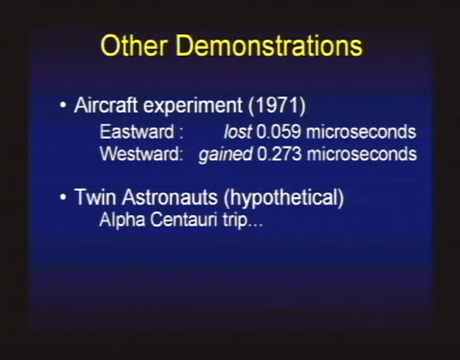 Other Demonstrations
• Aircraft experiment (1971)
Eastward : lost 0.059 microseconds
Westward: gained 0.273 microseconds
• Twin Astronauts (hypothetical)
Alpha Centauri trip...